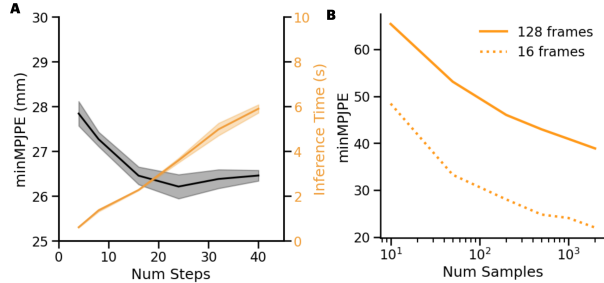 A
minMPJPE (mm)
30
29
28
27
26
25
0
10
20
30
40
Num Steps
10
8
6
4
2
0
Inference Time (s)
B
minMPJPE
60
50
40
30
20
10¹
10²
10³
Num Samples
128 frames
16 frames